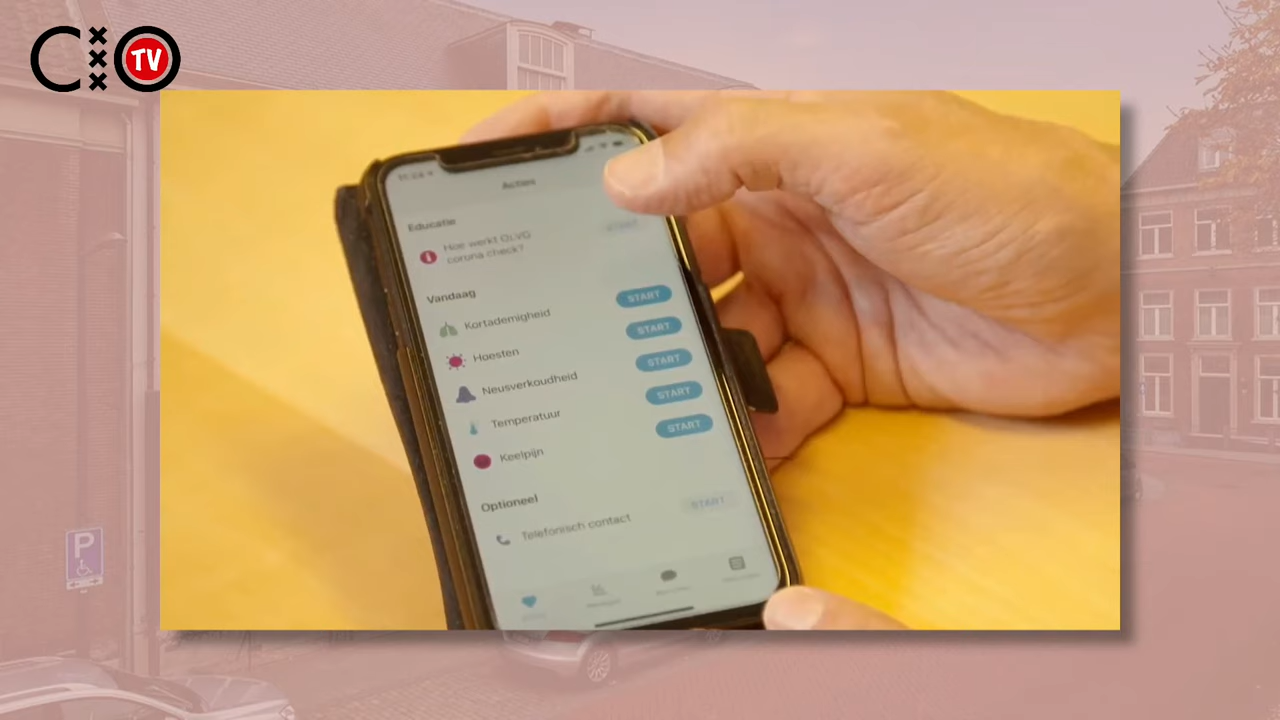 CXXXO TV
Acties
Educatie
Hoe werkt OLVG
corona check?
START
Vandaag
Kortademigheid START
Hoesten START
Neusverkoudheid START
Temperatuur START
Keelpijn START
Optioneel
Telefonisch contact START
P